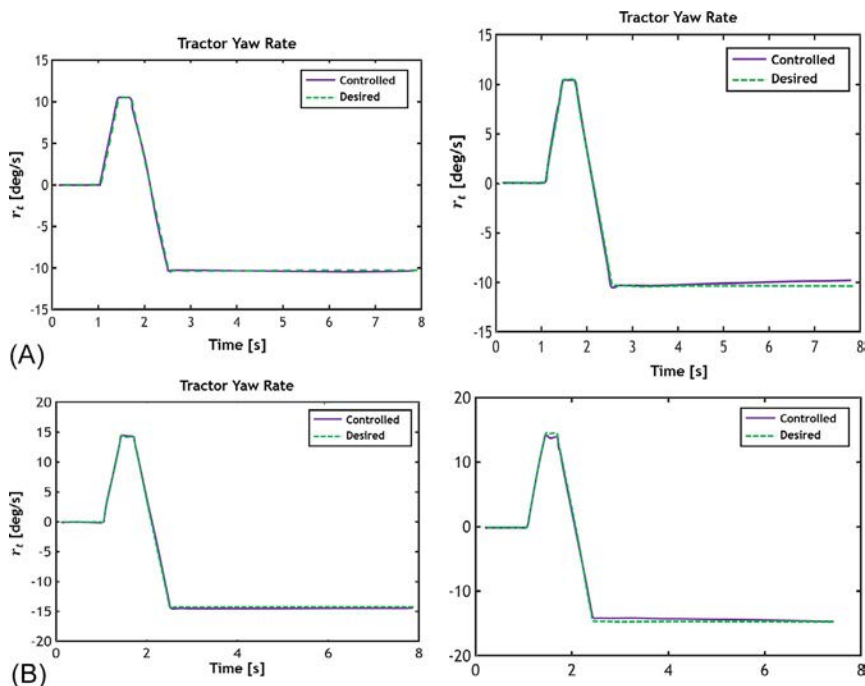 Tractor Yaw Rate
15
10
5
0
-5
-10
-15
r_t [deg/s]
Controlled
Desired
0 1 2 3 4 5 6 7 8
Time [s]
(A)
Tractor Yaw Rate
15
10
5
0
-5
-10
-15
r_t [deg/s]
Controlled
Desired
0 1 2 3 4 5 6 7 8
Time [s]
Tractor Yaw Rate
20
15
10
5
0
-5
-10
-15
-20
r_t [deg/s]
Controlled
Desired
0 2 4 6 8
Time [s]
(B)
20
10
0
-10
-20
Controlled
Desired
0 2 4 6 8